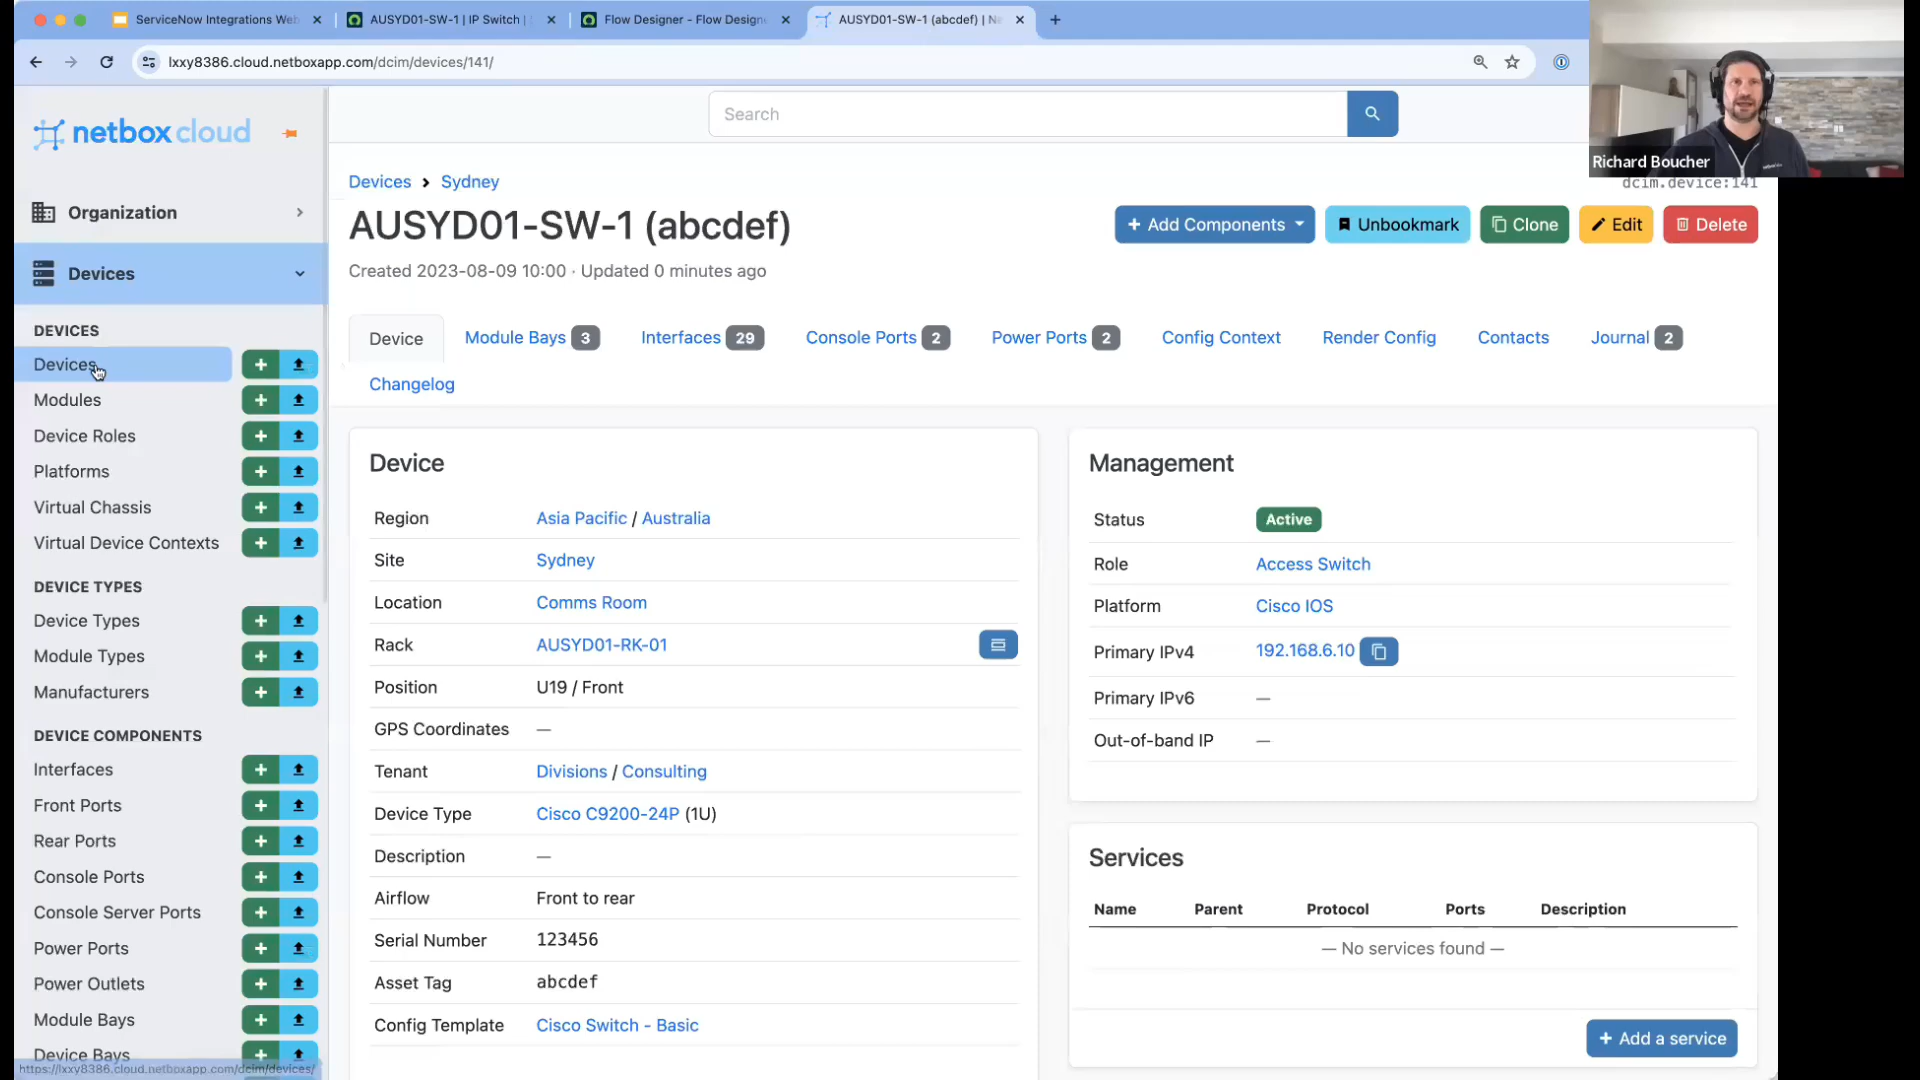 ServiceNow Integrations Web
AUSYD01-SW-1 | IP Switch |
Flow Designer - Flow Design
AUSYD01-SW-1 (abcdef) | Ne
lxxy8386.cloud.netboxapp.com/dcim/devices/141/
Richard Boucher
netbox cloud
Search
Organization
Devices
DEVICES
Devices
Modules
Device Roles
Platforms
Virtual Chassis
Virtual Device Contexts
DEVICE TYPES
Device Types
Module Types
Manufacturers
DEVICE COMPONENTS
Interfaces
Front Ports
Rear Ports
Console Ports
Console Server Ports
Power Ports
Power Outlets
Module Bays
Device Bays
https://lxxy8386.cloud.netboxapp.com/dcim/devices/
Devices > Sydney
dcim.device:141
AUSYD01-SW-1 (abcdef)
+ Add Components
Unbookmark
Clone
Edit
Delete
Created 2023-08-09 10:00 · Updated 0 minutes ago
Device
Module Bays 3
Interfaces 29
Console Ports 2
Power Ports 2
Config Context
Render Config
Contacts
Journal 2
Changelog
Device
Region Asia Pacific / Australia
Site Sydney
Location Comms Room
Rack AUSYD01-RK-01
Position U19 / Front
GPS Coordinates —
Tenant Divisions / Consulting
Device Type Cisco C9200-24P (1U)
Description —
Airflow Front to rear
Serial Number 123456
Asset Tag abcdef
Config Template Cisco Switch - Basic
Management
Status Active
Role Access Switch
Platform Cisco IOS
Primary IPv4 192.168.6.10
Primary IPv6 —
Out-of-band IP —
Services
Name Parent Protocol Ports Description
— No services found —
+ Add a service